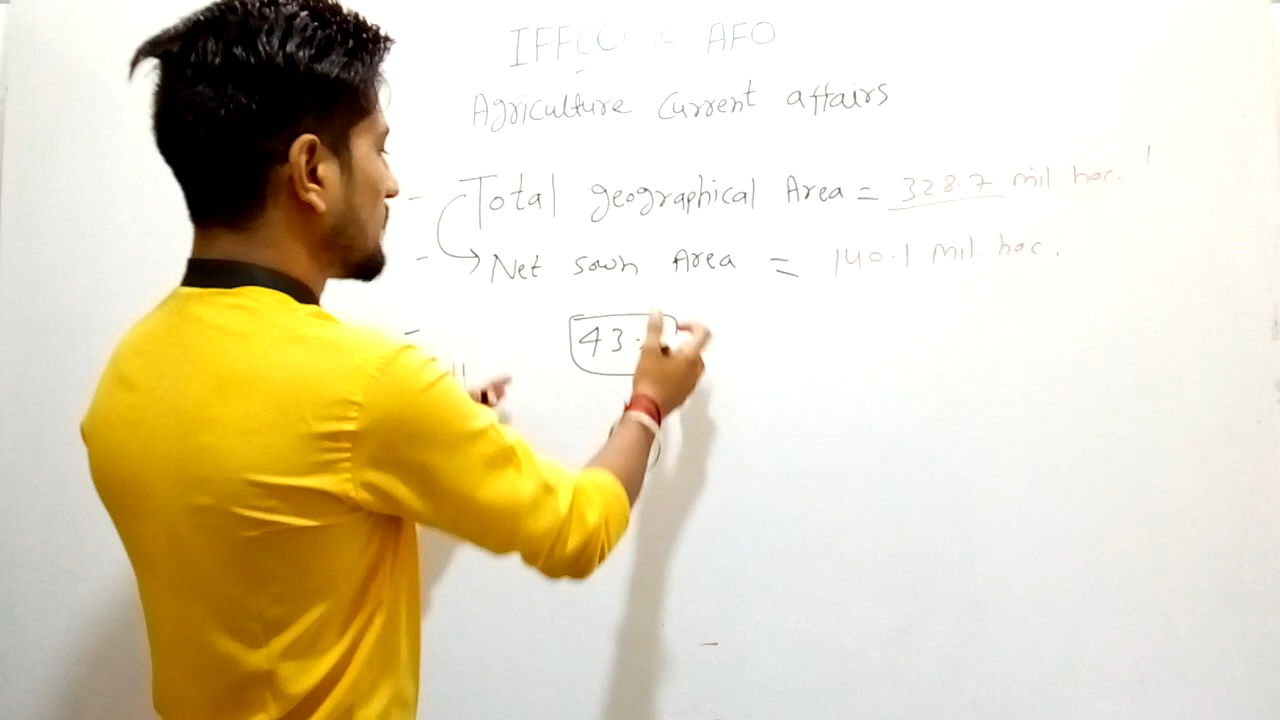 IFFCO & AFO
Agriculture Current affairs
- Total geographical Area = 328.7 mil. hac.
- Net sown Area = 140.1 mil. hac.
- 43.